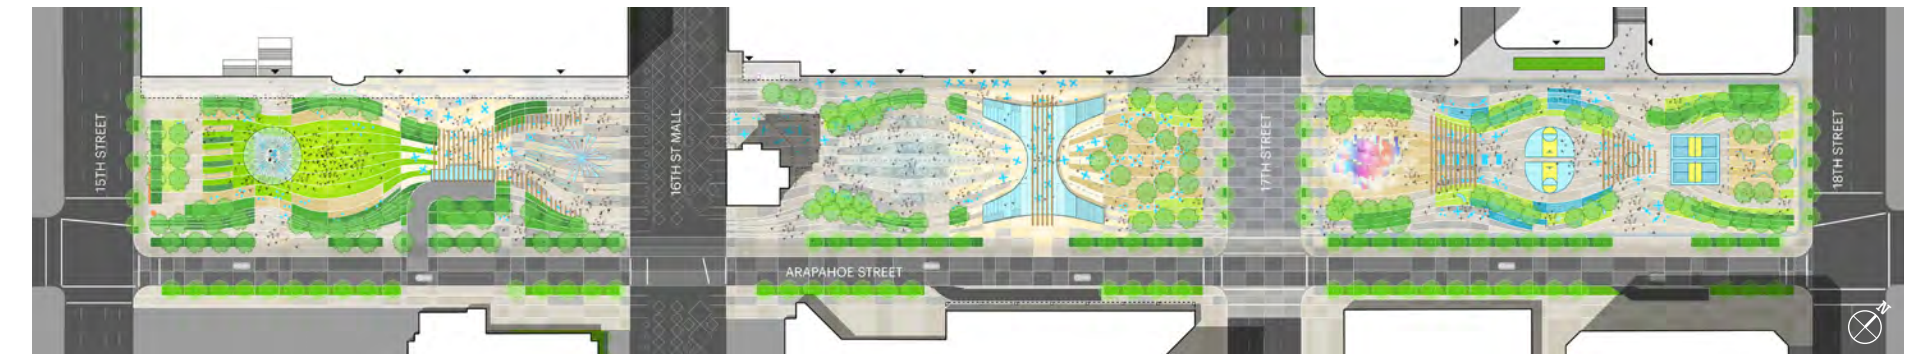 15TH STREET
16TH ST MALL
17TH STREET
18TH STREET
ARAPAHOE STREET
N